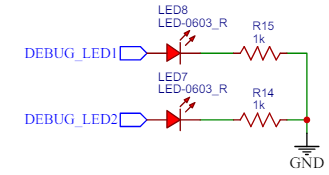 LED8
LED-0603_R
R15
1k
DEBUG_LED1
LED7
LED-0603_R
R14
1k
DEBUG_LED2
GND